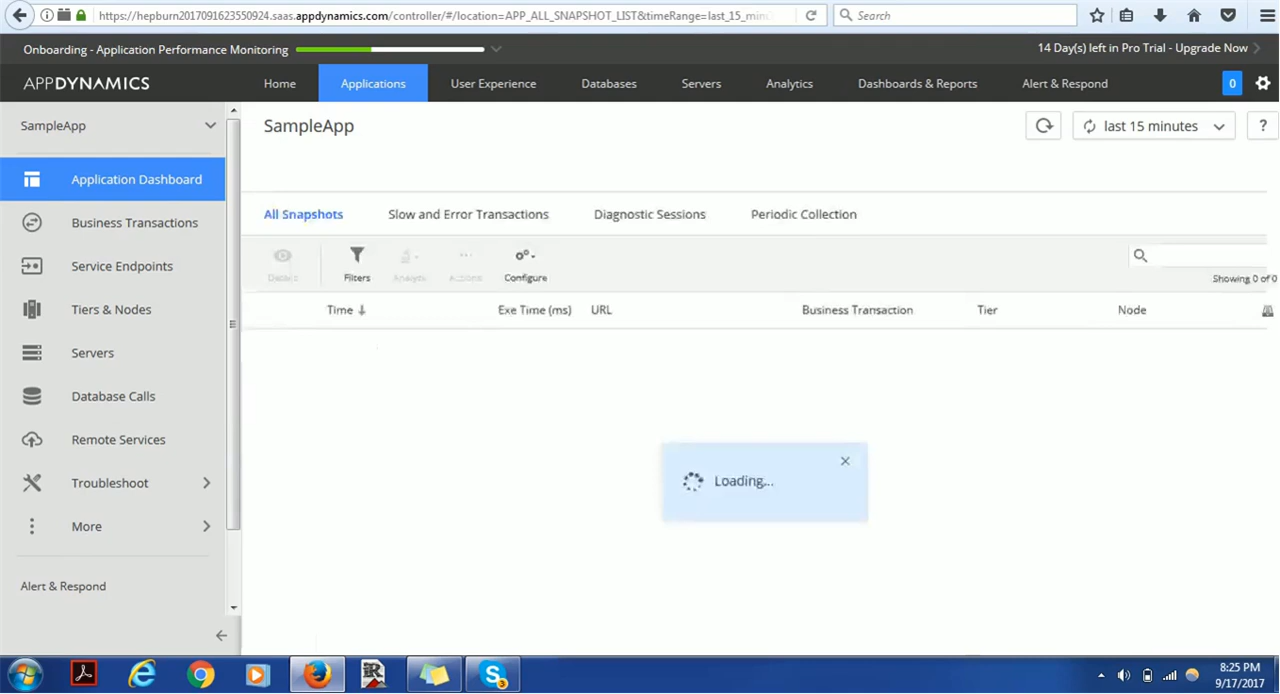 https://hepburn2017091623550924.saas.appdynamics.com/controller/#/location=APP_ALL_SNAPSHOT_LIST&timeRange=last_15_min
Search
Onboarding - Application Performance Monitoring
14 Day(s) left in Pro Trial - Upgrade Now
APPDYNAMICS
Home
Applications
User Experience
Databases
Servers
Analytics
Dashboards & Reports
Alert & Respond
0
SampleApp
SampleApp
last 15 minutes
?
Application Dashboard
Business Transactions
Service Endpoints
Tiers & Nodes
Servers
Database Calls
Remote Services
Troubleshoot
More
Alert & Respond
All Snapshots
Slow and Error Transactions
Diagnostic Sessions
Periodic Collection
Details
Filters
Analyze
Actions
Configure
Showing 0 of 0
Time
Exe Time (ms)
URL
Business Transaction
Tier
Node
Loading...
S
3
8:25 PM
9/17/2017